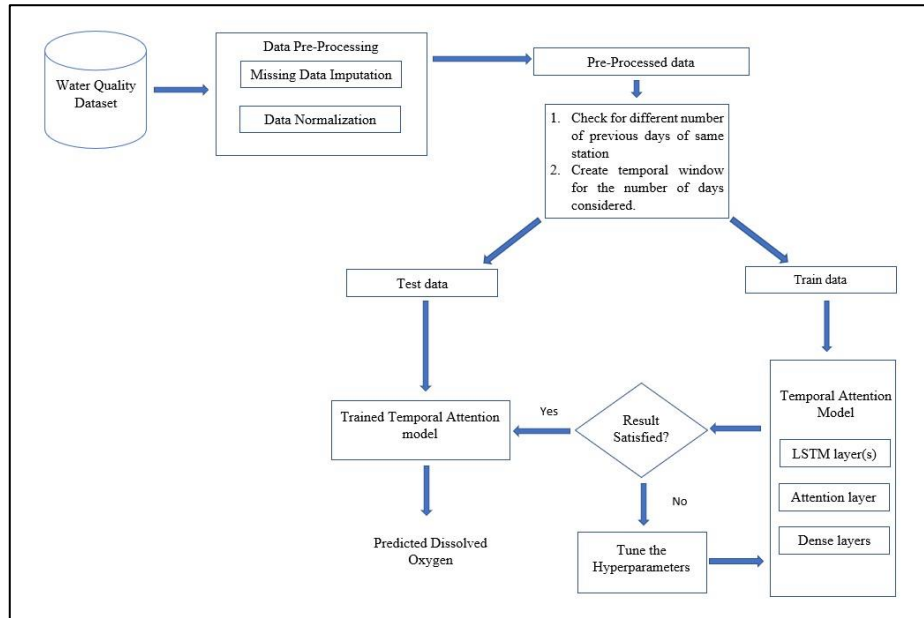 Water Quality
Dataset
Data Pre-Processing
Missing Data Imputation
Data Normalization
Pre-Processed data
1. Check for different number
of previous days of same
station
2. Create temporal window
for the number of days
considered.
Test data
Train data
Trained Temporal Attention
model
Yes
Result
Satisfied?
No
Temporal Attention
Model
LSTM layer(s)
Attention layer
Dense layers
Tune the
Hyperparameters
Predicted Dissolved
Oxygen